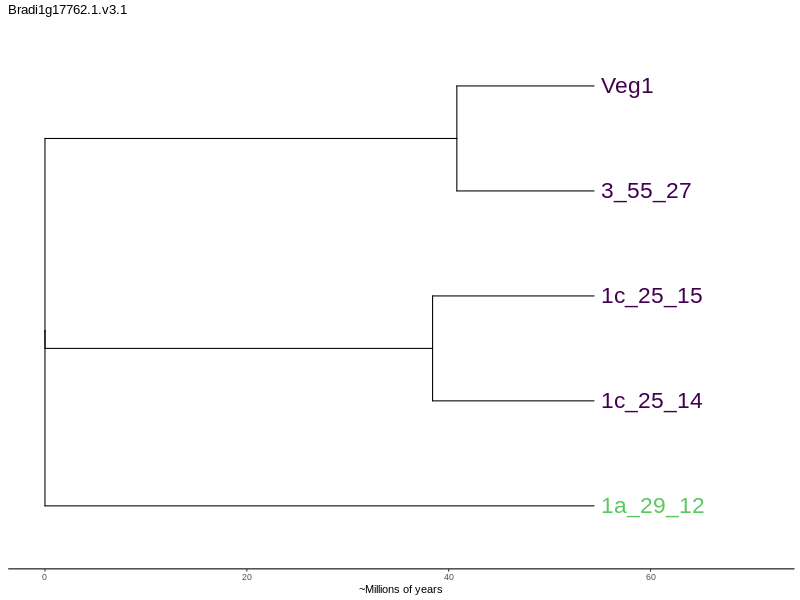 Bradi1g17762.1.v3.1
Veg1
3_55_27
1c_25_15
1c_25_14
1a_29_12
0 20 40 60
~Millions of years